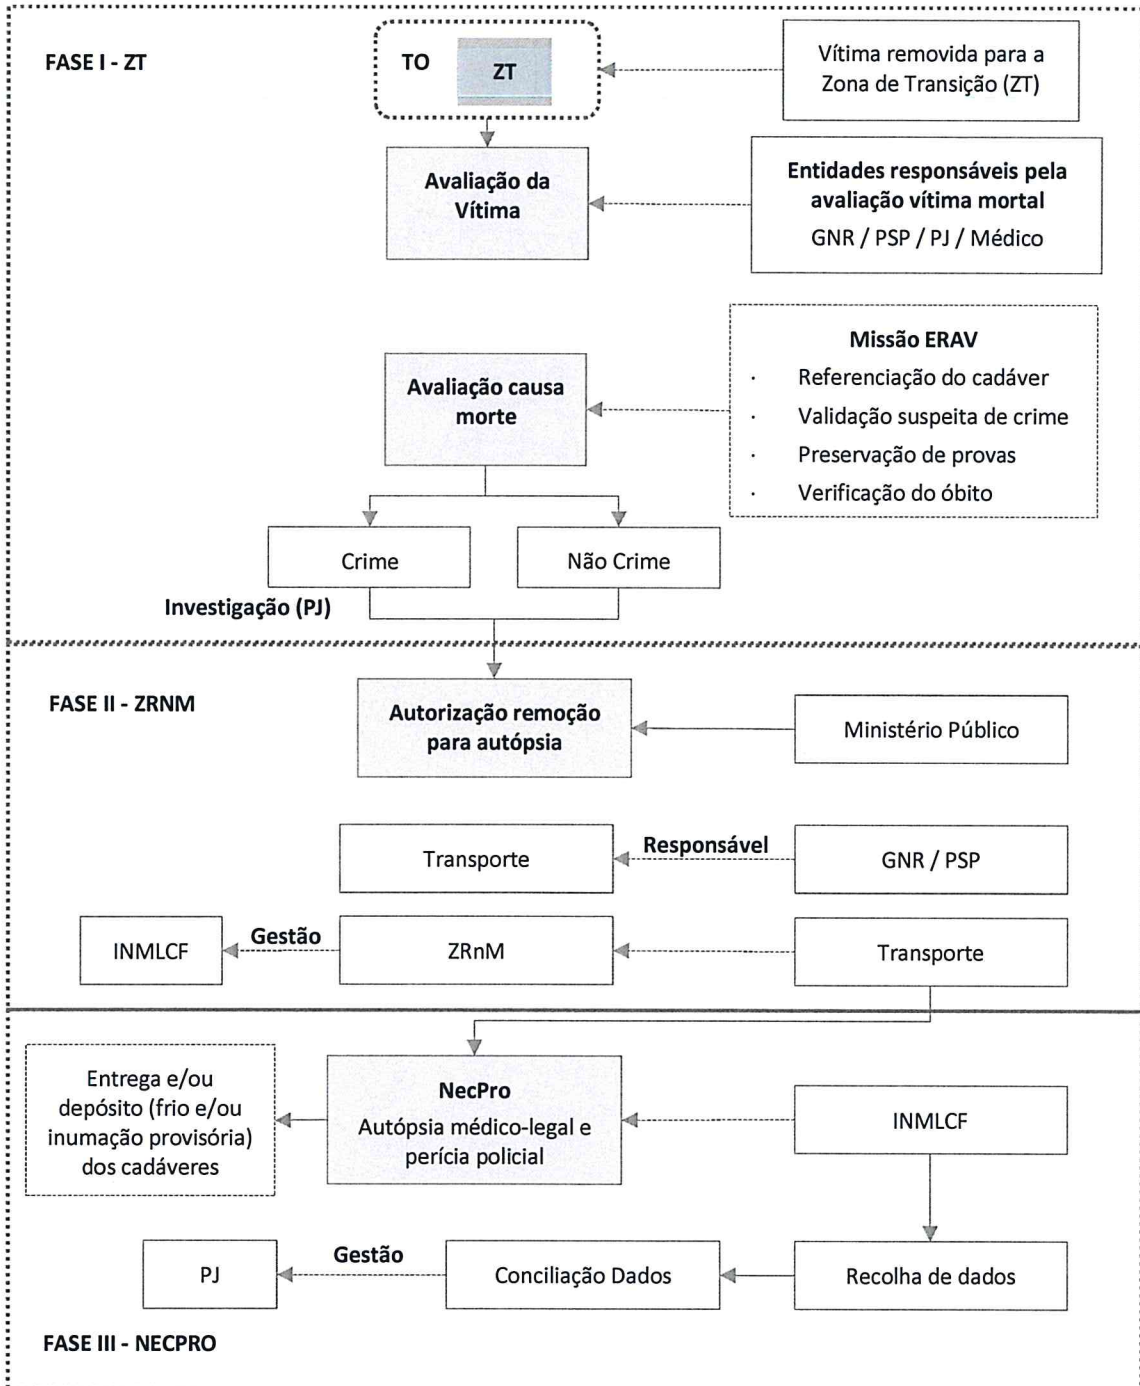 FASE I - ZT
TO
ZT
Vítima removida para a
Zona de Transição (ZT)
Avaliação da
Vítima
Entidades responsáveis pela
avaliação vítima mortal
GNR / PSP / PJ / Médico
Avaliação causa
morte
Missão ERAV
· Referenciação do cadáver
· Validação suspeita de crime
· Preservação de provas
· Verificação do óbito
Crime
Não Crime
Investigação (PJ)
FASE II - ZRNM
Autorização remoção
para autópsia
Ministério Público
Transporte
Responsável
GNR / PSP
INMLCF
Gestão
ZRnM
Transporte
Entrega e/ou
depósito (frio e/ou
inumação provisória)
dos cadáveres
NecPro
Autópsia médico-legal e
perícia policial
INMLCF
PJ
Gestão
Conciliação Dados
Recolha de dados
FASE III - NECPRO